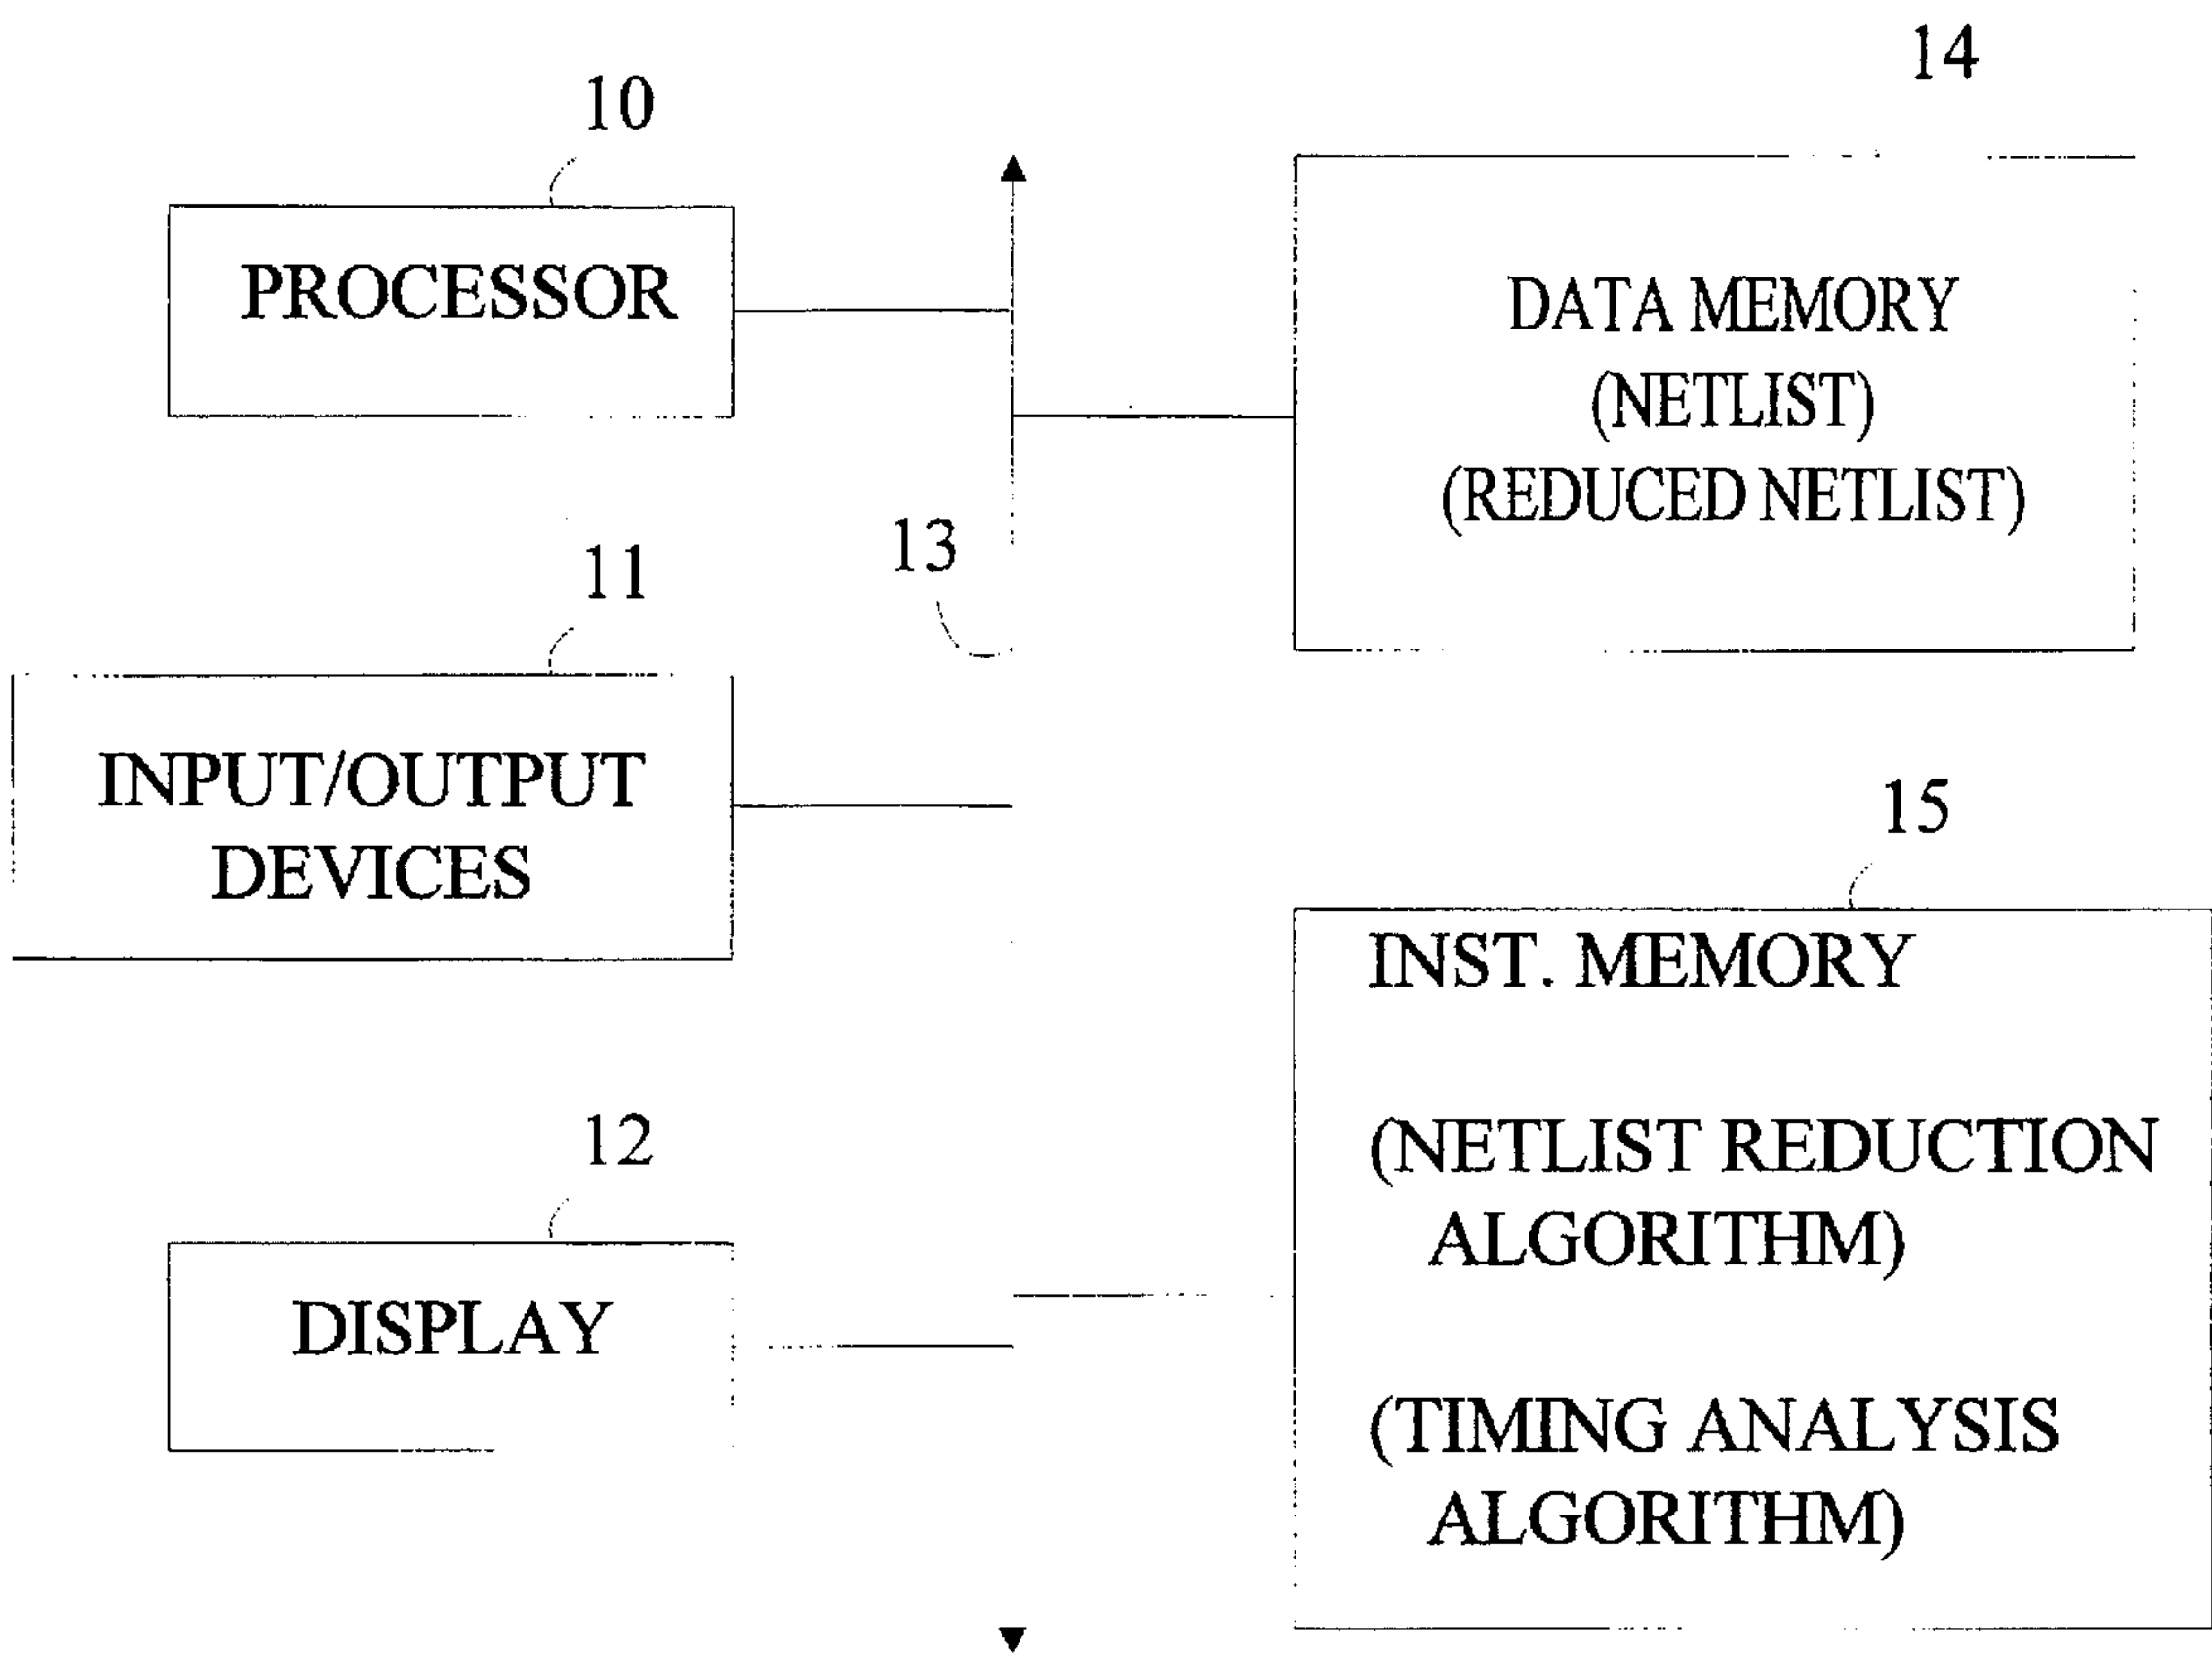 10
PROCESSOR
11
INPUT/OUTPUT
DEVICES
12
DISPLAY
13
14
DATA MEMORY
(NETLIST)
(REDUCED NETLIST)
15
INST. MEMORY
(NETLIST REDUCTION
ALGORITHM)
(TIMING ANALYSIS
ALGORITHM)